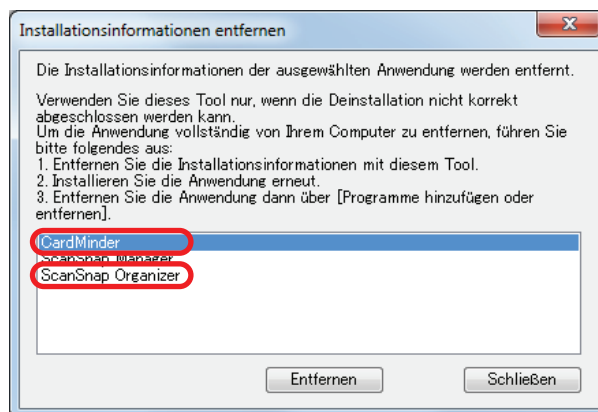 Installationsinformationen entfernen
Die Installationsinformationen der ausgewählten Anwendung werden entfernt.
Verwenden Sie dieses Tool nur, wenn die Deinstallation nicht korrekt
abgeschlossen werden kann.
Um die Anwendung vollständig von Ihrem Computer zu entfernen, führen Sie
bitte folgendes aus:
1. Entfernen Sie die Installationsinformationen mit diesem Tool.
2. Installieren Sie die Anwendung erneut.
3. Entfernen Sie die Anwendung dann über [Programme hinzufügen oder
entfernen].
CardMinder
ScanSnap Manager
ScanSnap Organizer
Entfernen Schließen